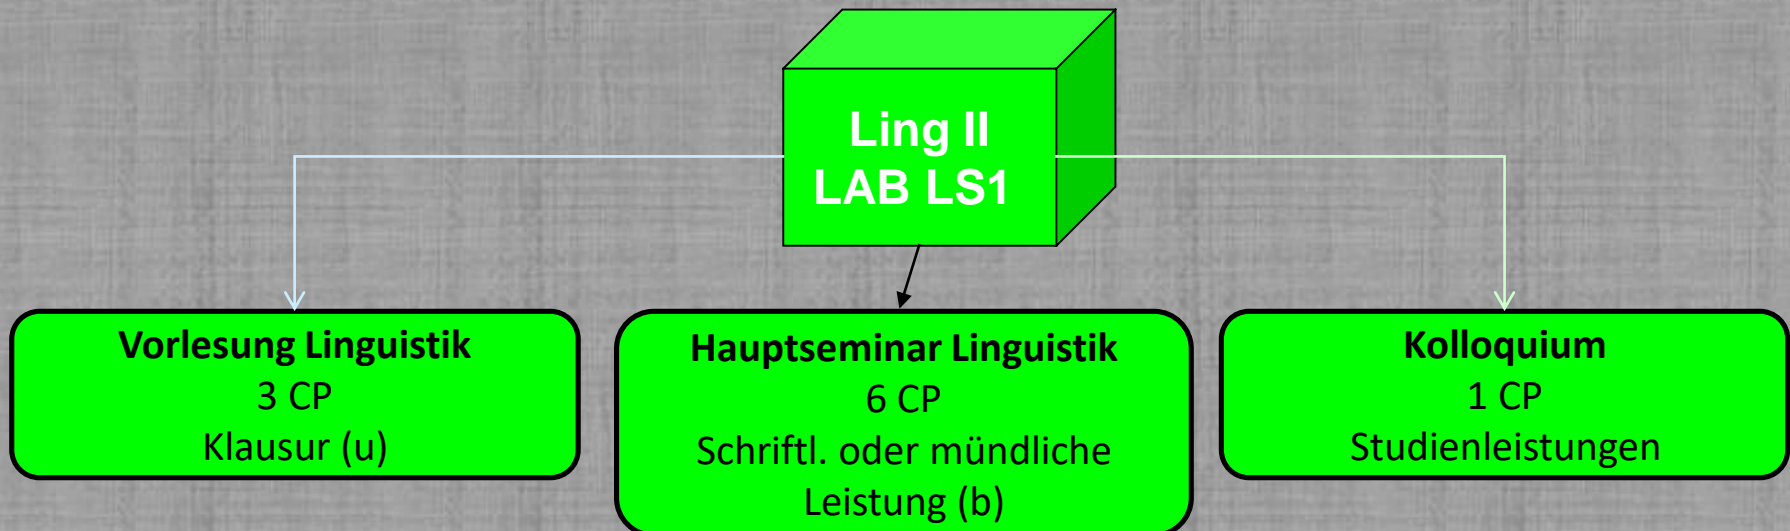 Ling II
LAB LS1
Vorlesung Linguistik
3 CP
Klausur (u)
Hauptseminar Linguistik
6 CP
Schriftl. oder mündliche
Leistung (b)
Kolloquium
1 CP
Studienleistungen